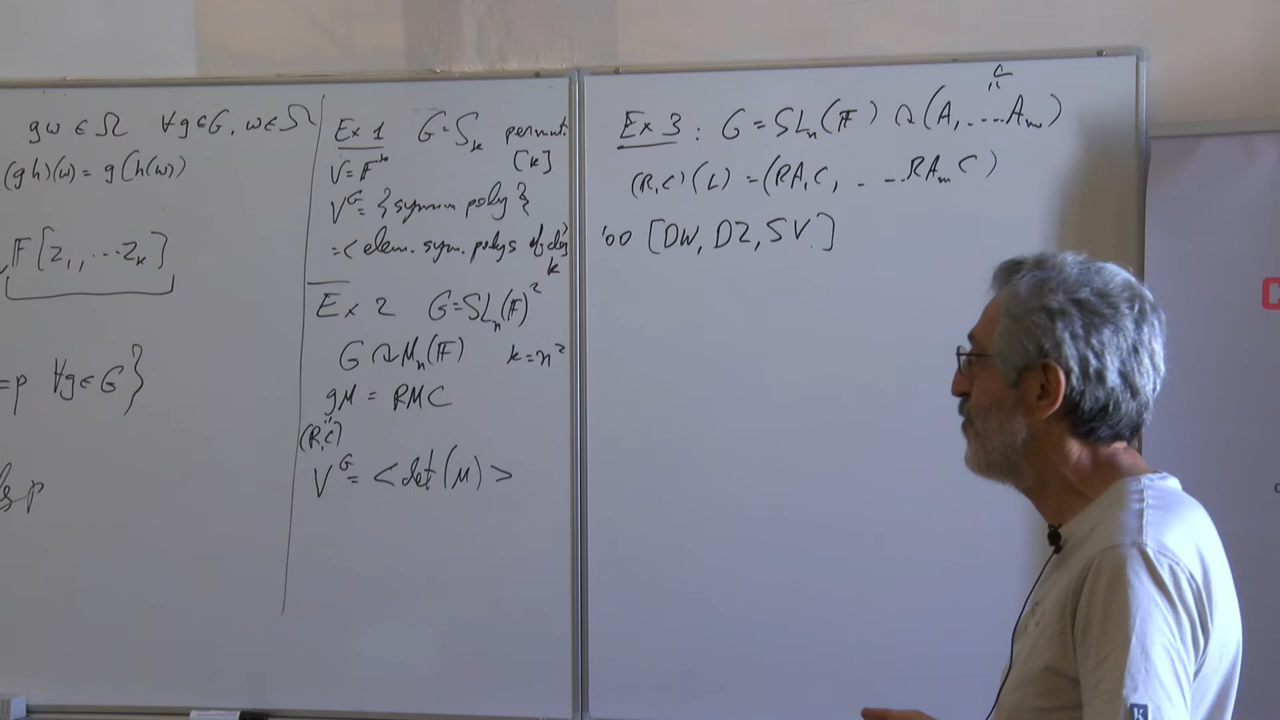 gω ∈ Ω ∀g∈G, ω∈Ω
(gh)(ω) = g(h(ω))
F[z₁, ... z_k]
=p ∀g∈G}
p
Ex 1 G=S_k permut.
V=F^k [k]
V^G = {symm poly}
=< elem. sym. polys of deg
k
Ex 2 G=SL_n(F)²
G ↷ M_n(F) k=n²
gM = RMC
(R,C)
V^G = <det(M)>
L
Ex 3: G=SL_n(F) ↷ (A, .... A_m)
(R,C)(L) = (RA₁C, . .. RA_mC)
'00 [DW, DZ, SV]